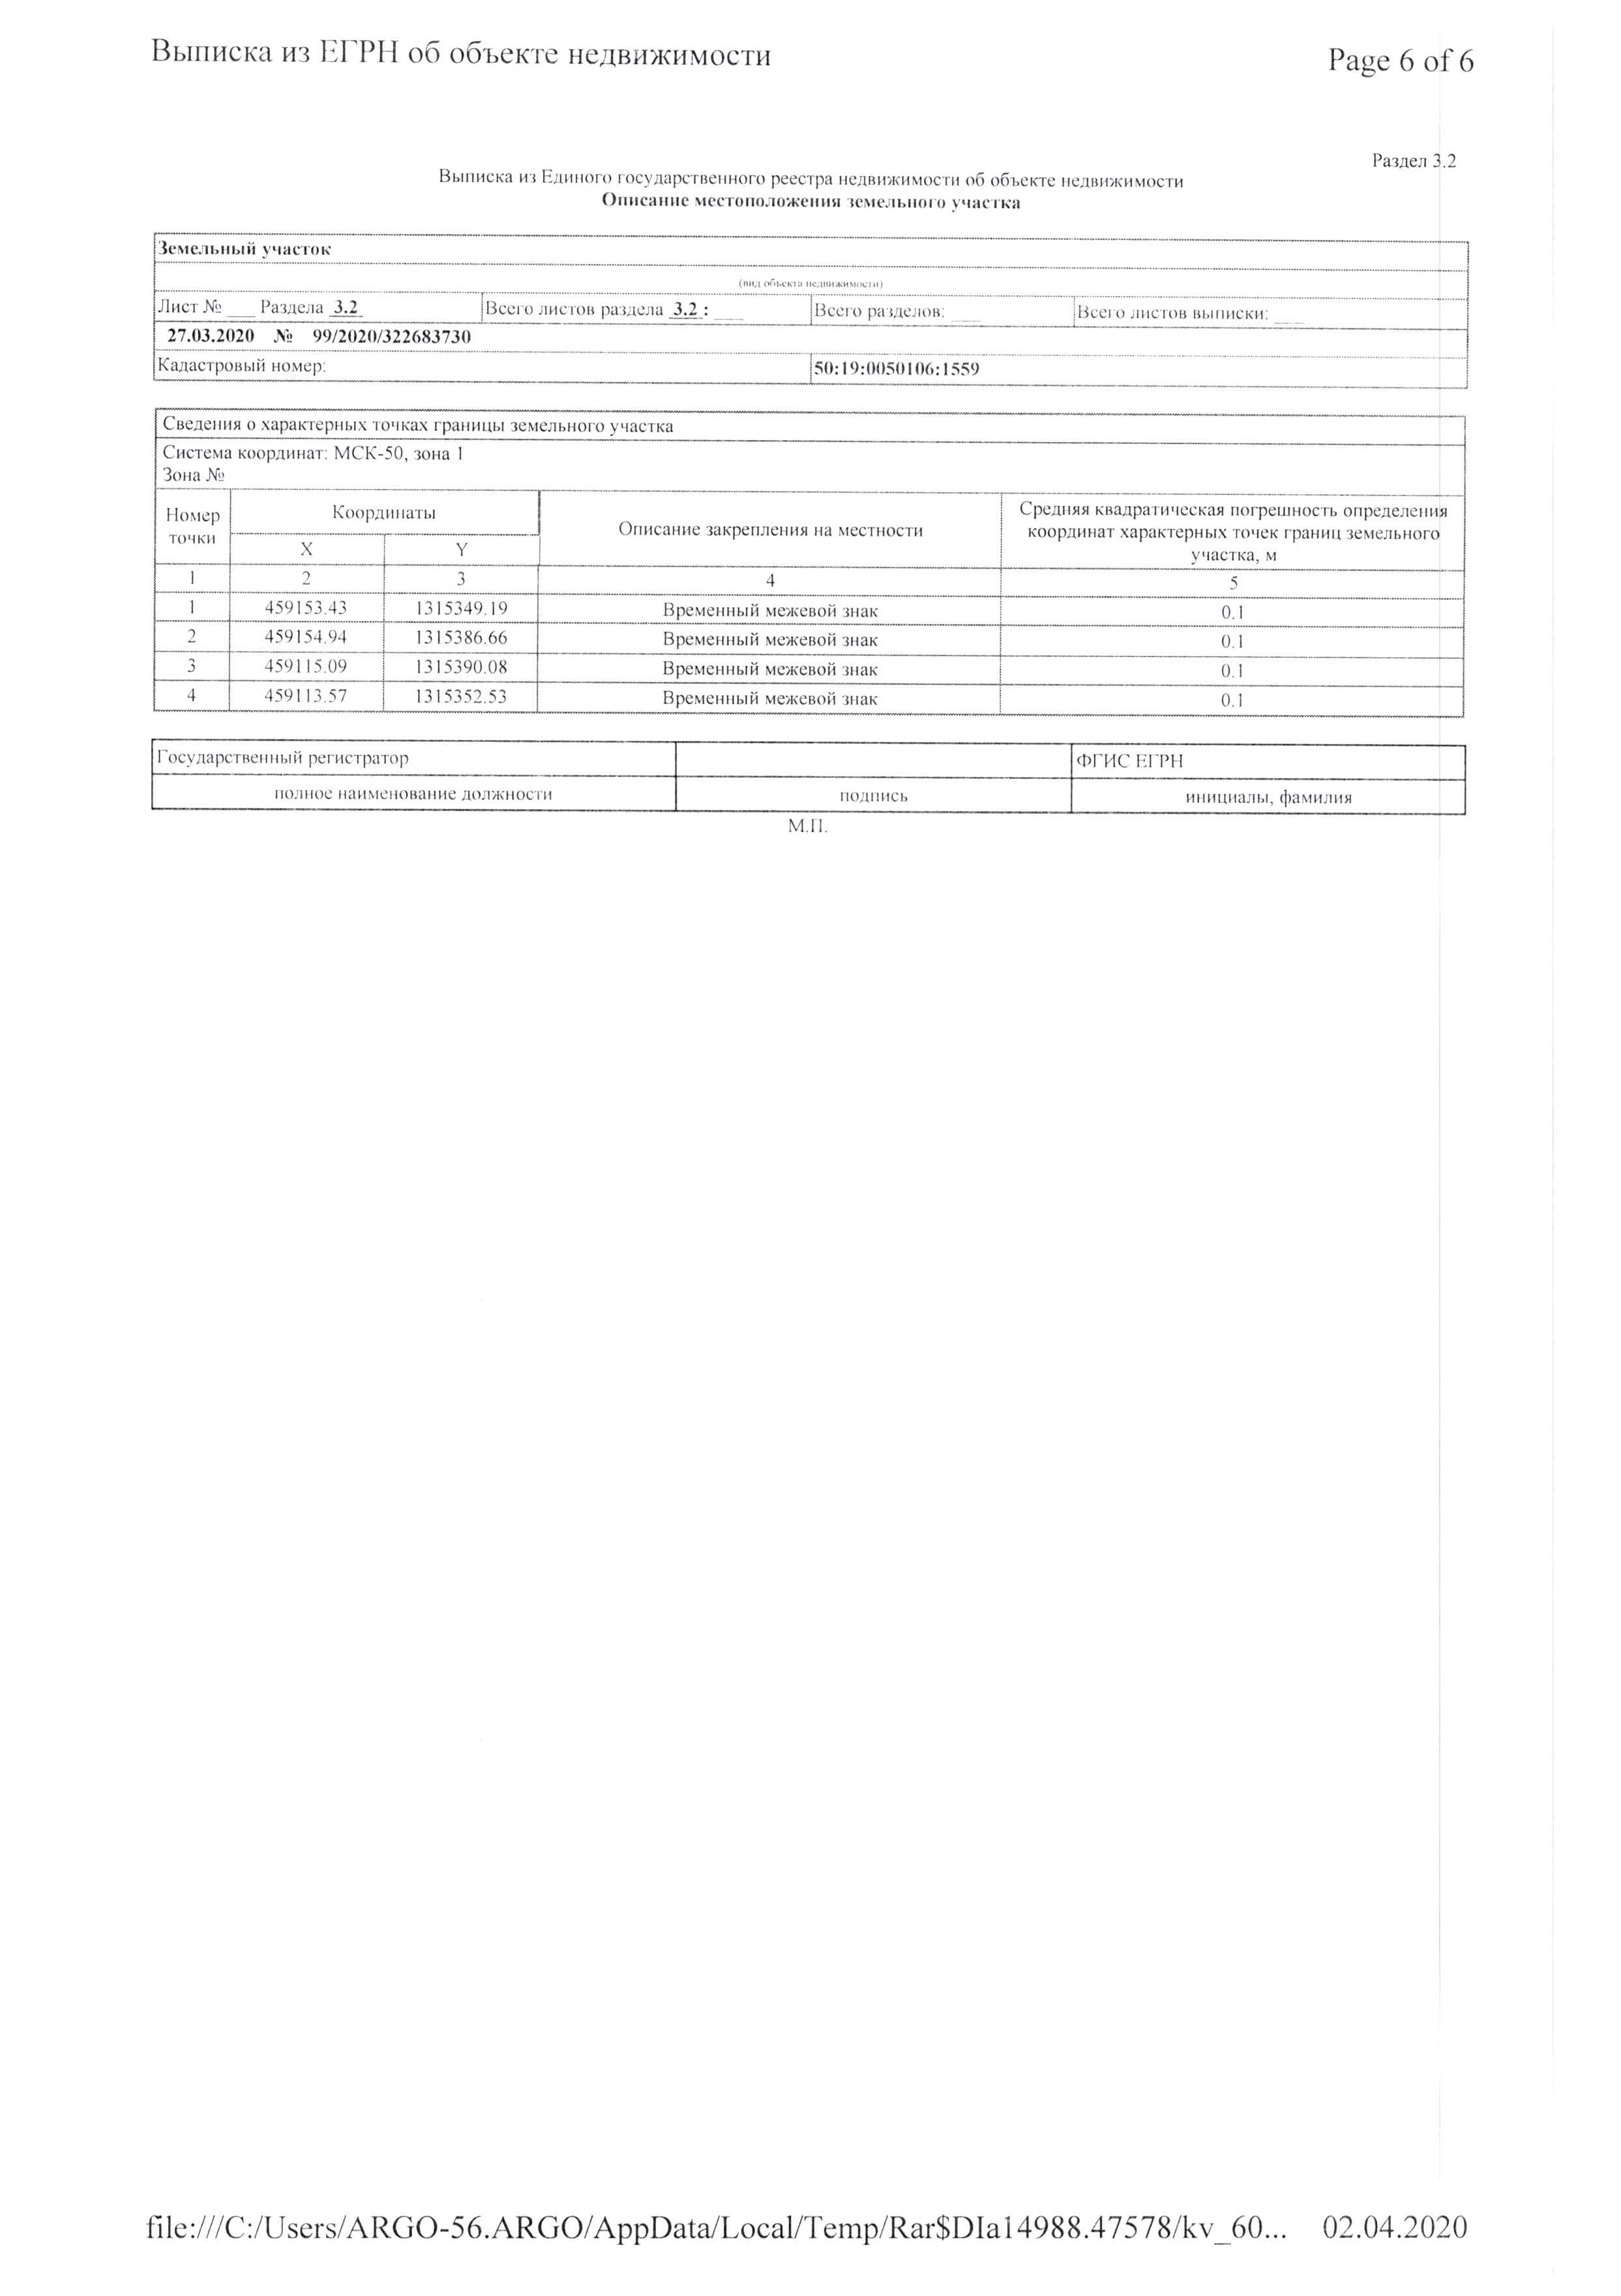 Выписка из ЕГРН об объекте недвижимости Page 6 of 6
Раздел 3.2
Выписка из Единого государственного реестра недвижимости об объекте недвижимости
Описание местоположения земельного участка
Земельный участок
(вид объекта недвижимости)
Лист № ___ Раздела 3.2 Всего листов раздела 3.2 : ___ Всего разделов: ___ Всего листов выписки: ___
27.03.2020 № 99/2020/322683730
Кадастровый номер: 50:19:0050106:1559
Сведения о характерных точках границы земельного участка
Система координат: МСК-50, зона 1
Зона №
Номер точки Координаты Описание закрепления на местности Средняя квадратическая погрешность определения координат характерных точек границ земельного участка, м
X Y
1 2 3 4 5
1 459153.43 1315349.19 Временный межевой знак 0.1
2 459154.94 1315386.66 Временный межевой знак 0.1
3 459115.09 1315390.08 Временный межевой знак 0.1
4 459113.57 1315352.53 Временный межевой знак 0.1
Государственный регистратор ФГИС ЕГРН
полное наименование должности подпись инициалы, фамилия
М.П.
file:///C:/Users/ARGO-56.ARGO/AppData/Local/Temp/Rar$DIa14988.47578/kv_60... 02.04.2020